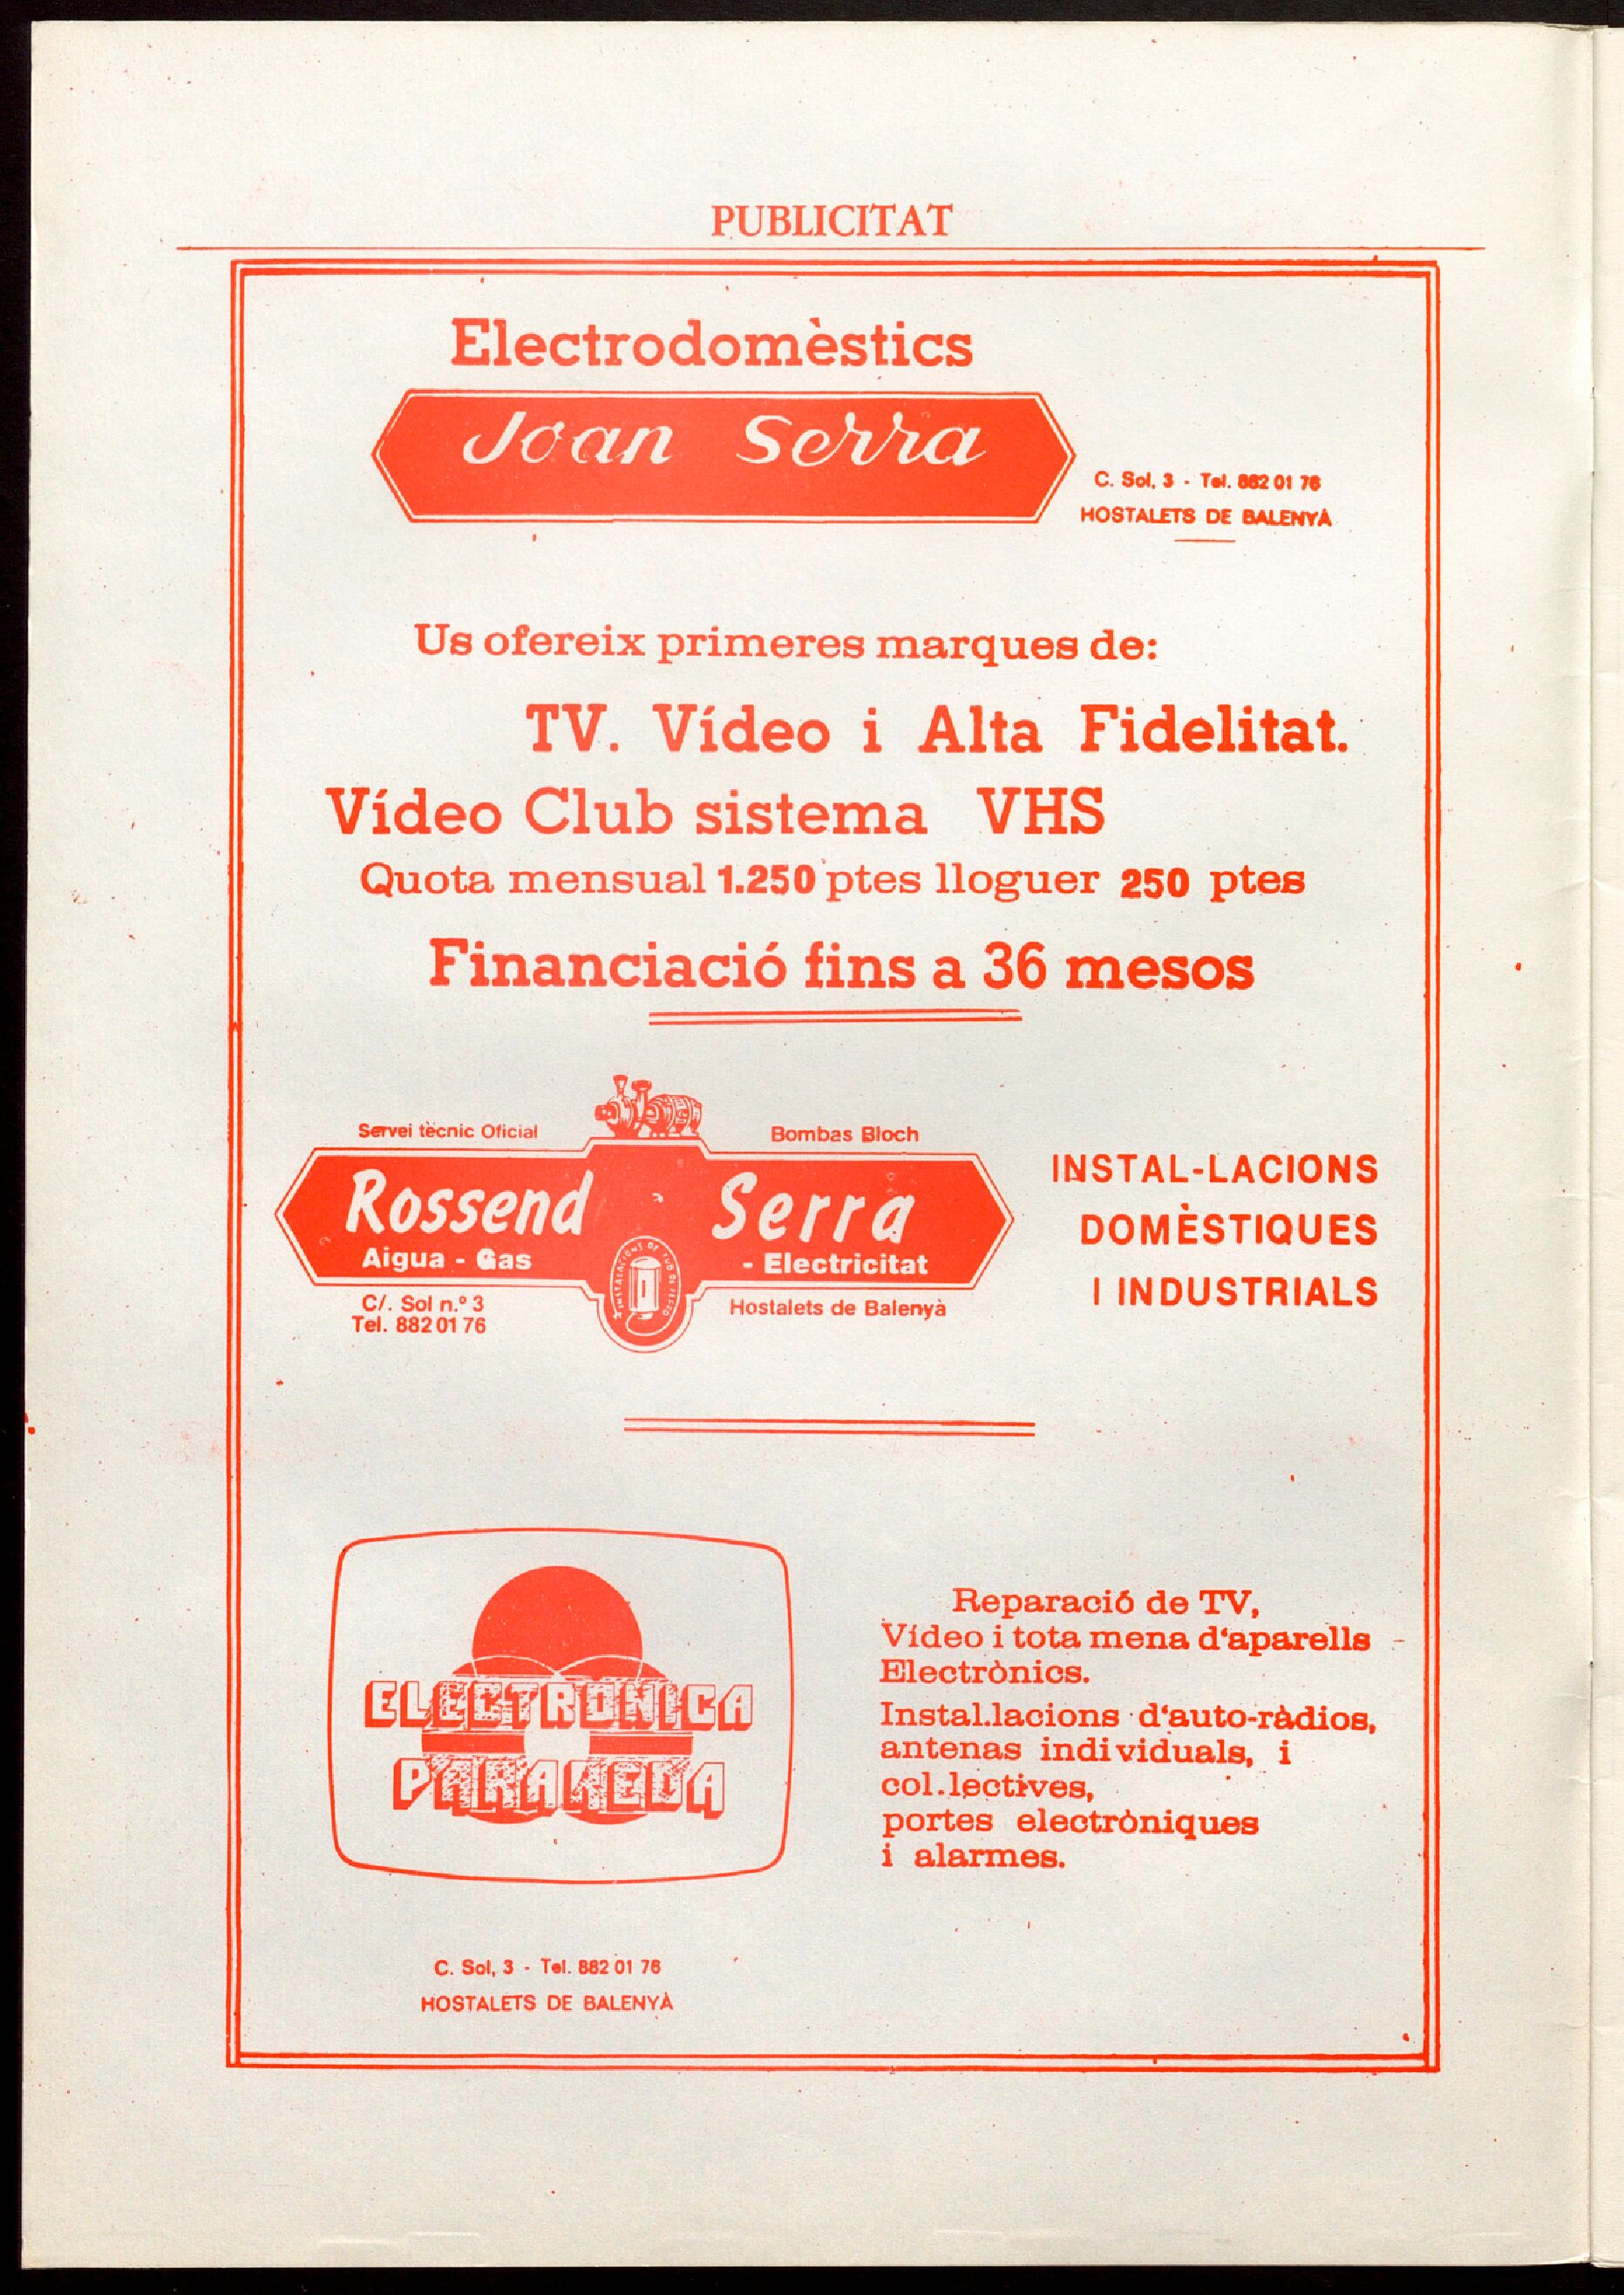 PUBLICITAT
Electrodomèstics
Joan Serra
C. Sol, 3 - Tel. 882 01 76
HOSTALETS DE BALENYÀ
Us ofereix primeres marques de:
TV. Vídeo i Alta Fidelitat.
Vídeo Club sistema VHS
Quota mensual 1.250 ptes lloguer 250 ptes
Financiació fins a 36 mesos
Servei tècnic Oficial
Bombas Bloch
Rossend Serra
Aigua - Gas - Electricitat
INSTALACIONS DE
C/. Sol n.º 3
Tel. 882 01 76
Hostalets de Balenyà
INSTAL-LACIONS
DOMÈSTIQUES
I INDUSTRIALS
ELECTRONICA
PARAREDA
Reparació de TV,
Vídeo i tota mena d'aparells
Electrònics.
Instal.lacions d'auto-ràdios,
antenas individuals, i
col.lectives,
portes electròniques
i alarmes.
C. Sol, 3 - Tel. 882 01 76
HOSTALETS DE BALENYÀ